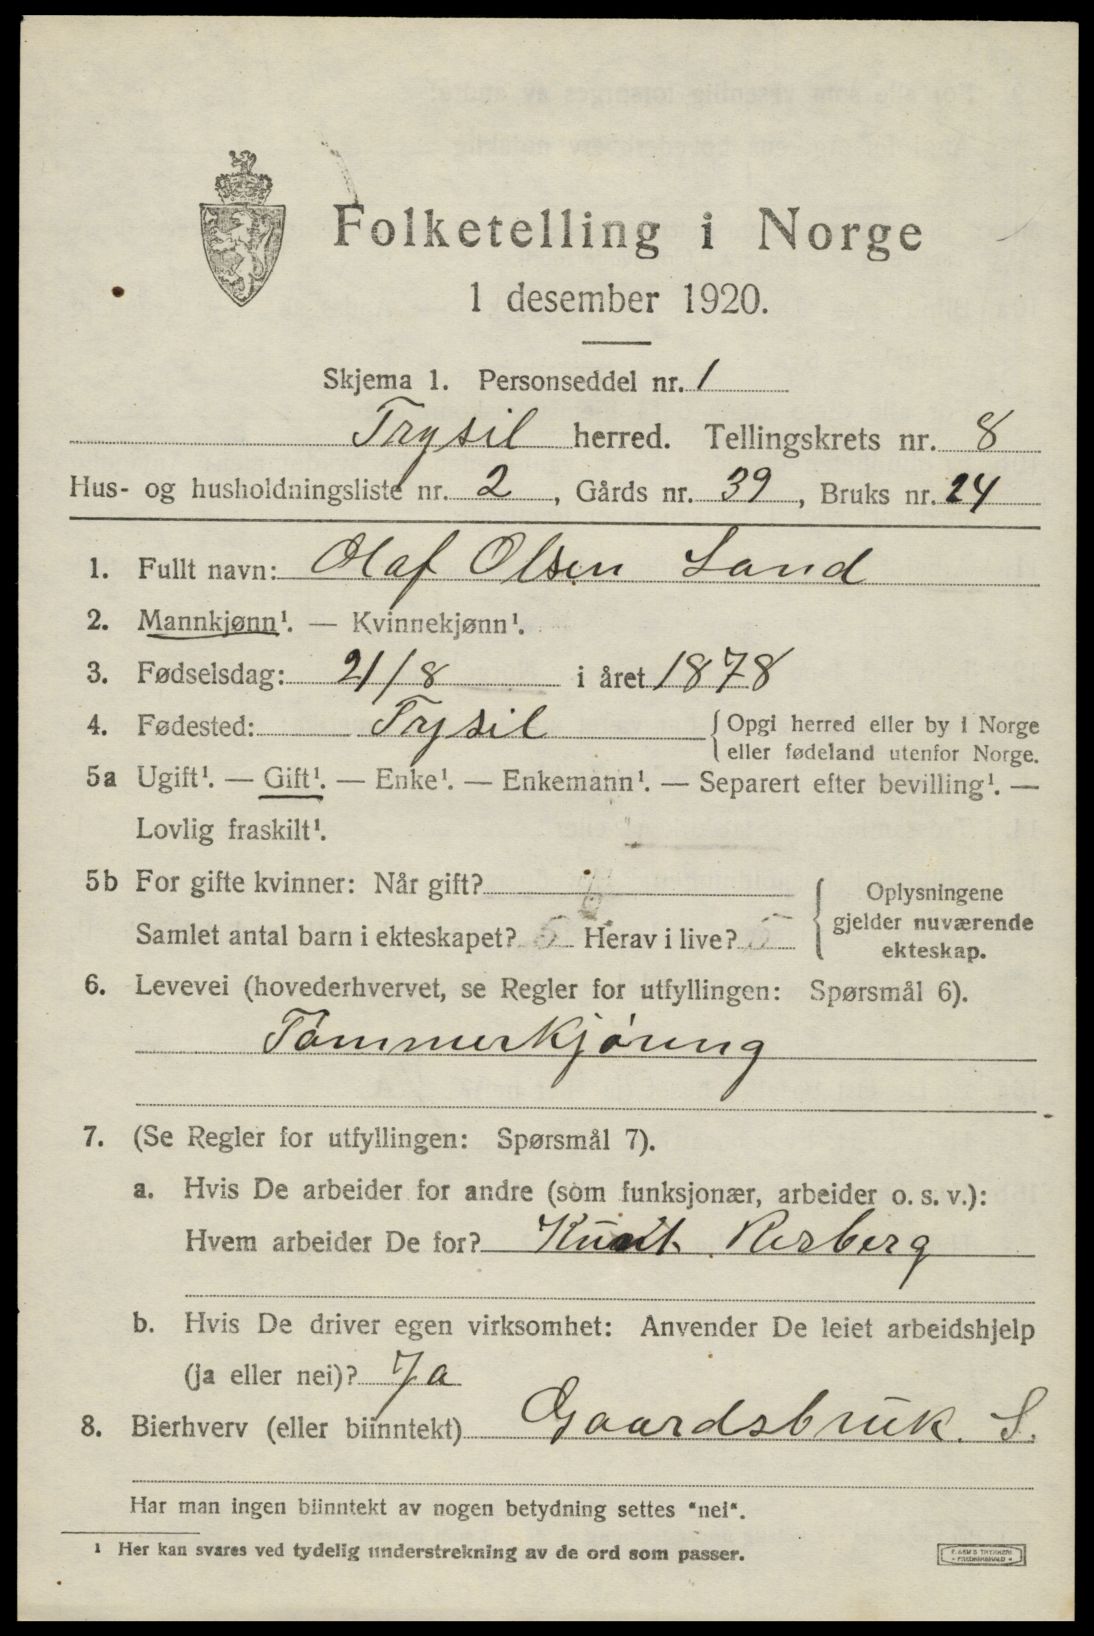 Folketelling i Norge
1 desember 1920.
Skjema 1. Personseddel nr. 1
Trysil herred. Tellingskrets nr. 8
Hus- og husholdningsliste nr. 2, Gårds nr. 39, Bruks nr. 24
1. Fullt navn: Olaf Olsen Sand
2. Mannkjønn¹. — Kvinnekjønn¹.
3. Fødselsdag: 21/8 i året 1878
4. Fødested: Trysil { Opgi herred eller by i Norge
eller fødeland utenfor Norge.
5a Ugift¹. — Gift¹. — Enke¹. — Enkemann¹. — Separert efter bevilling¹. —
Lovlig fraskilt¹.
5b For gifte kvinner: Når gift?
Samlet antal barn i ekteskapet? Herav i live? 5
{ Oplysningene
gjelder nuværende
ekteskap.
6. Levevei (hovederhvervet, se Regler for utfyllingen: Spørsmål 6).
Tømmerkjøring
7. (Se Regler for utfyllingen: Spørsmål 7).
a. Hvis De arbeider for andre (som funksjonær, arbeider o. s. v.):
Hvem arbeider De for? Knut Rerberg
b. Hvis De driver egen virksomhet: Anvender De leiet arbeidshjelp
(ja eller nei)? Ja
8. Bierhverv (eller biinntekt) Gaardsbruk. S.
Har man ingen biinntekt av nogen betydning settes "nei".
¹ Her kan svares ved tydelig understrekning av de ord som passer.